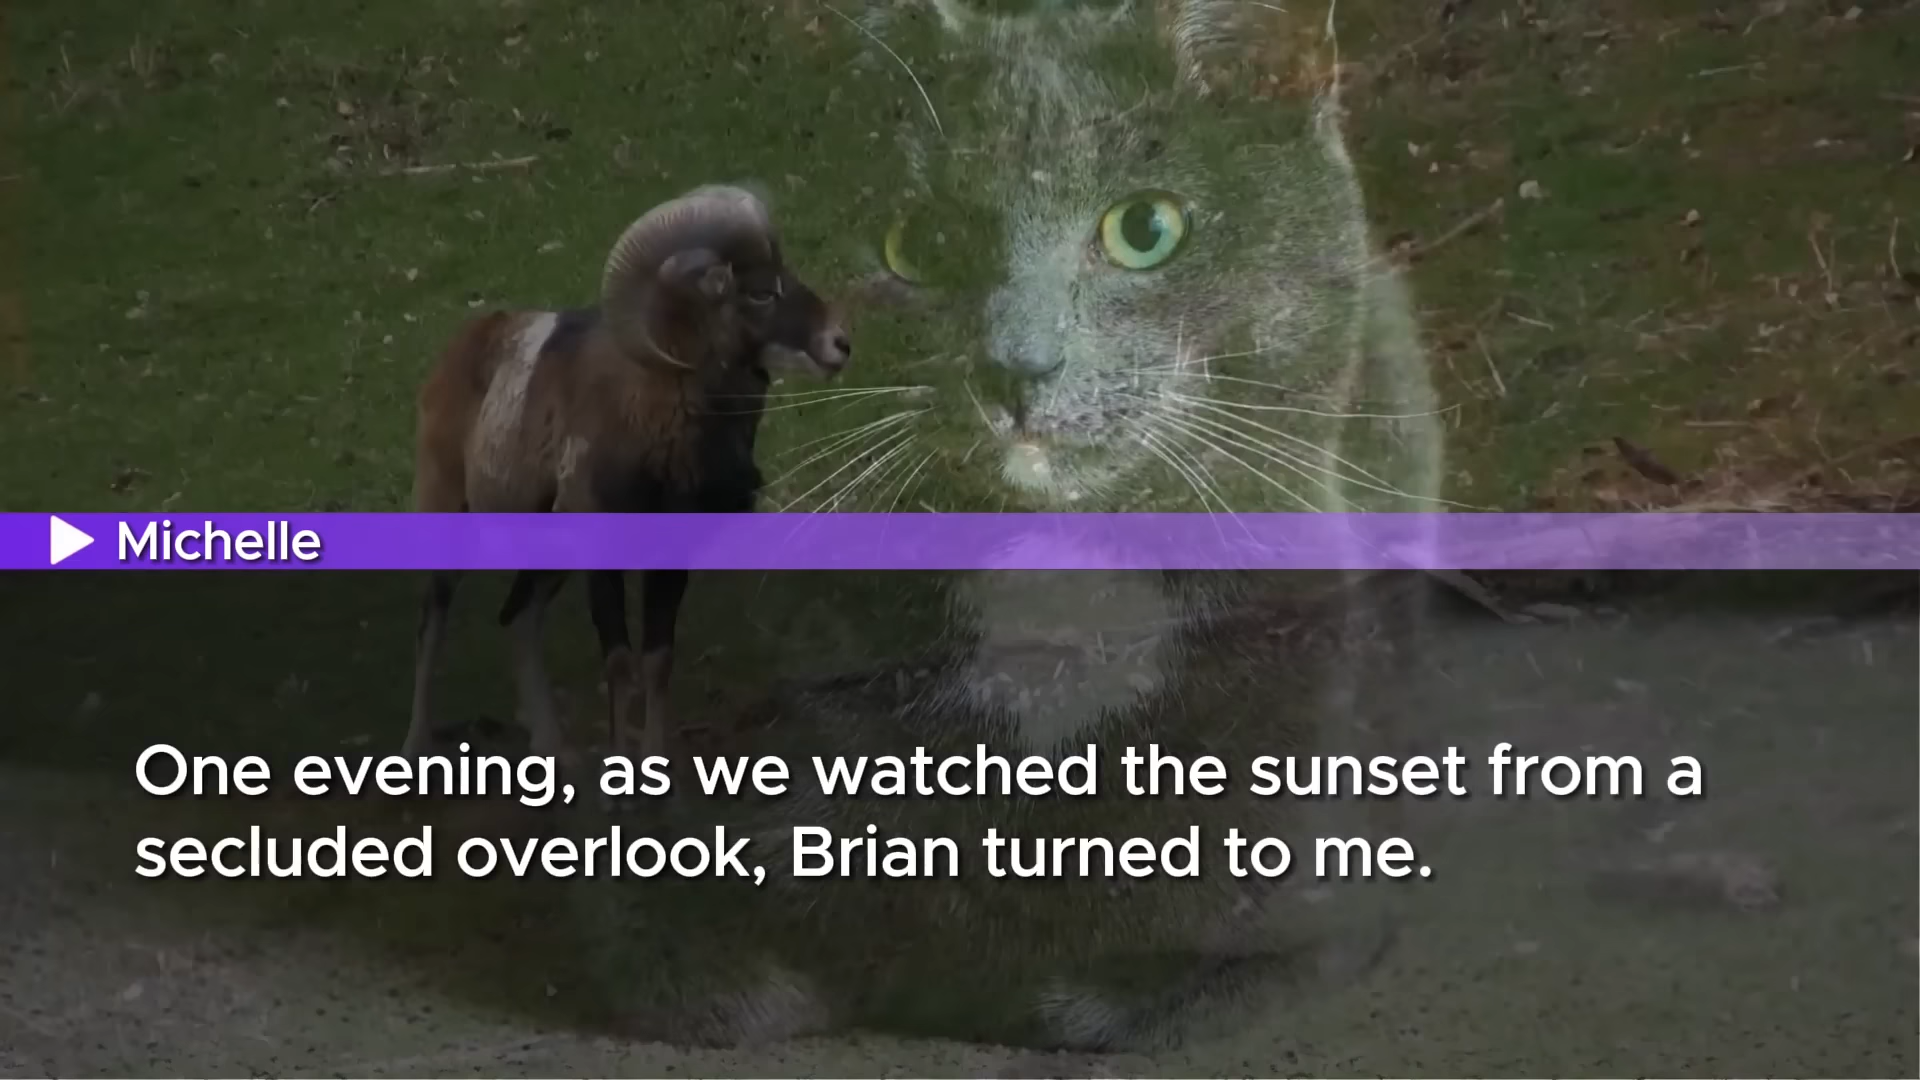 Michelle
One evening, as we watched the sunset from a
secluded overlook, Brian turned to me.